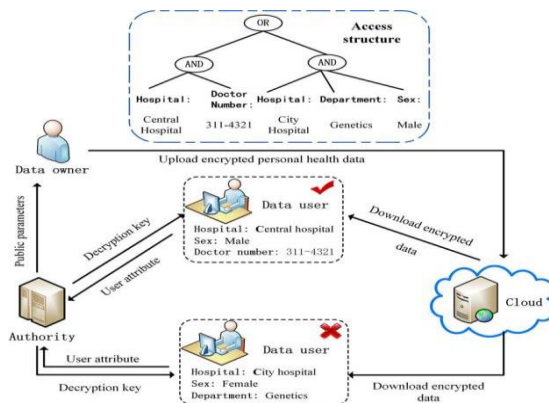 OR
Access
structure
AND
AND
Hospital:
Doctor
Number:
Hospital:
Department:
Sex:
Central
Hospital
311-4321
City
Hospital
Genetics
Male
Data owner
Upload encrypted personal health data
Public parameters
Decryption key
User attribute
Data user
Hospital: Central hospital
Sex: Male
Doctor number: 311-4321
Download encrypted
data
Cloud
Authority
User attribute
Decryption key
Data user
Hospital: City hospital
Sex: Female
Department: Genetics
Download encrypted
data